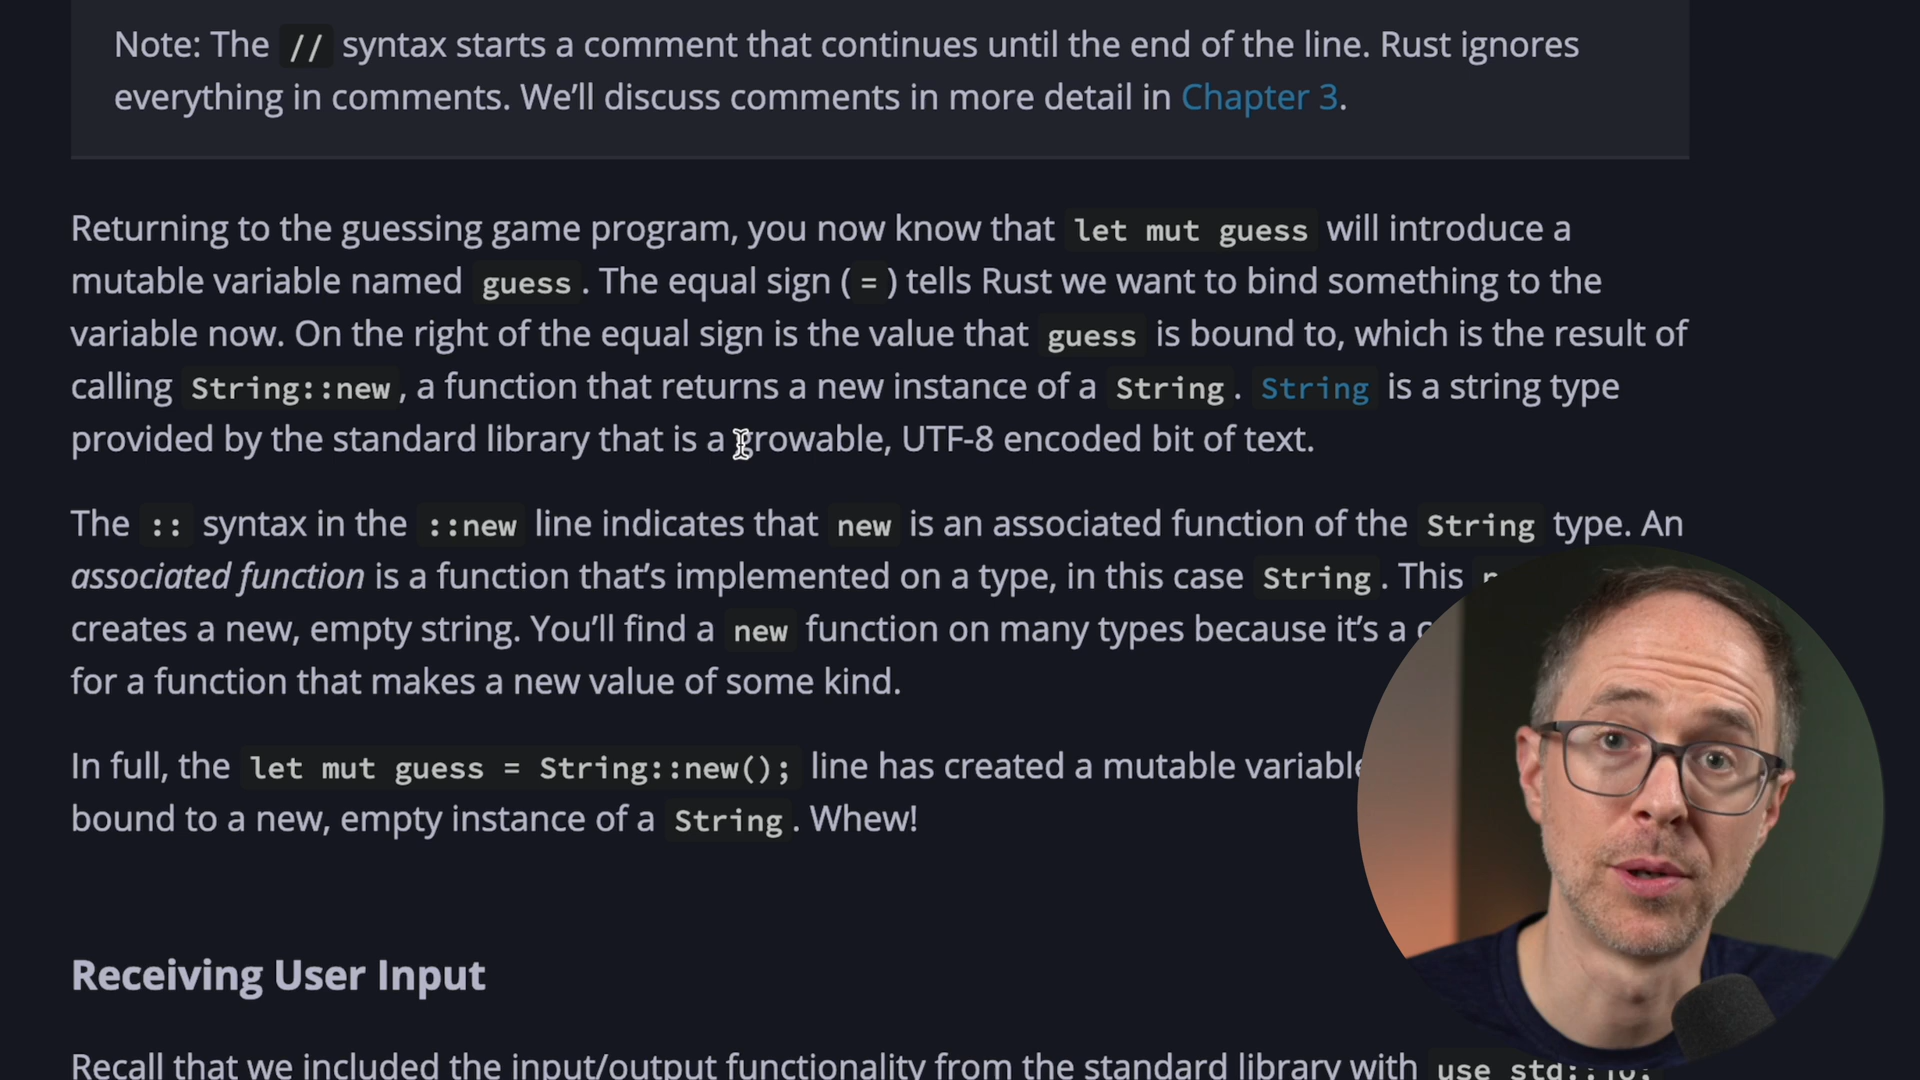 Note: The // syntax starts a comment that continues until the end of the line. Rust ignores
everything in comments. We’ll discuss comments in more detail in Chapter 3.
Returning to the guessing game program, you now know that let mut guess will introduce a
mutable variable named guess. The equal sign (=) tells Rust we want to bind something to the
variable now. On the right of the equal sign is the value that guess is bound to, which is the result of
calling String::new, a function that returns a new instance of a String. String is a string type
provided by the standard library that is a growable, UTF-8 encoded bit of text.
The :: syntax in the ::new line indicates that new is an associated function of the String type. An
associated function is a function that’s implemented on a type, in this case String. This
creates a new, empty string. You’ll find a new function on many types because it’s a
for a function that makes a new value of some kind.
In full, the let mut guess = String::new(); line has created a mutable variable
bound to a new, empty instance of a String. Whew!
Receiving User Input
Recall that we included the input/output functionality from the standard library with use std::io;